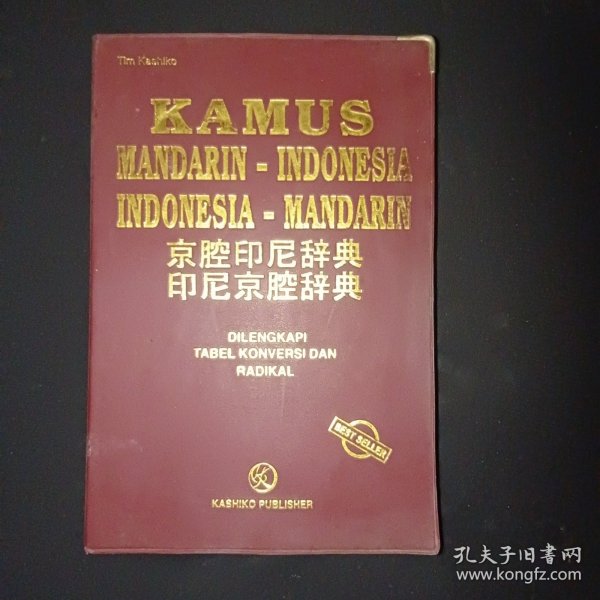 Tim Kashiko
KAMUS
MANDARIN - INDONESIA
INDONESIA - MANDARIN
京腔印尼辞典
印尼京腔辞典
DILENGKAPI
TABEL KONVERSI DAN
RADIKAL
BEST SELLER
KASHIKO PUBLISHER
孔夫子旧书网
www.kongfz.com